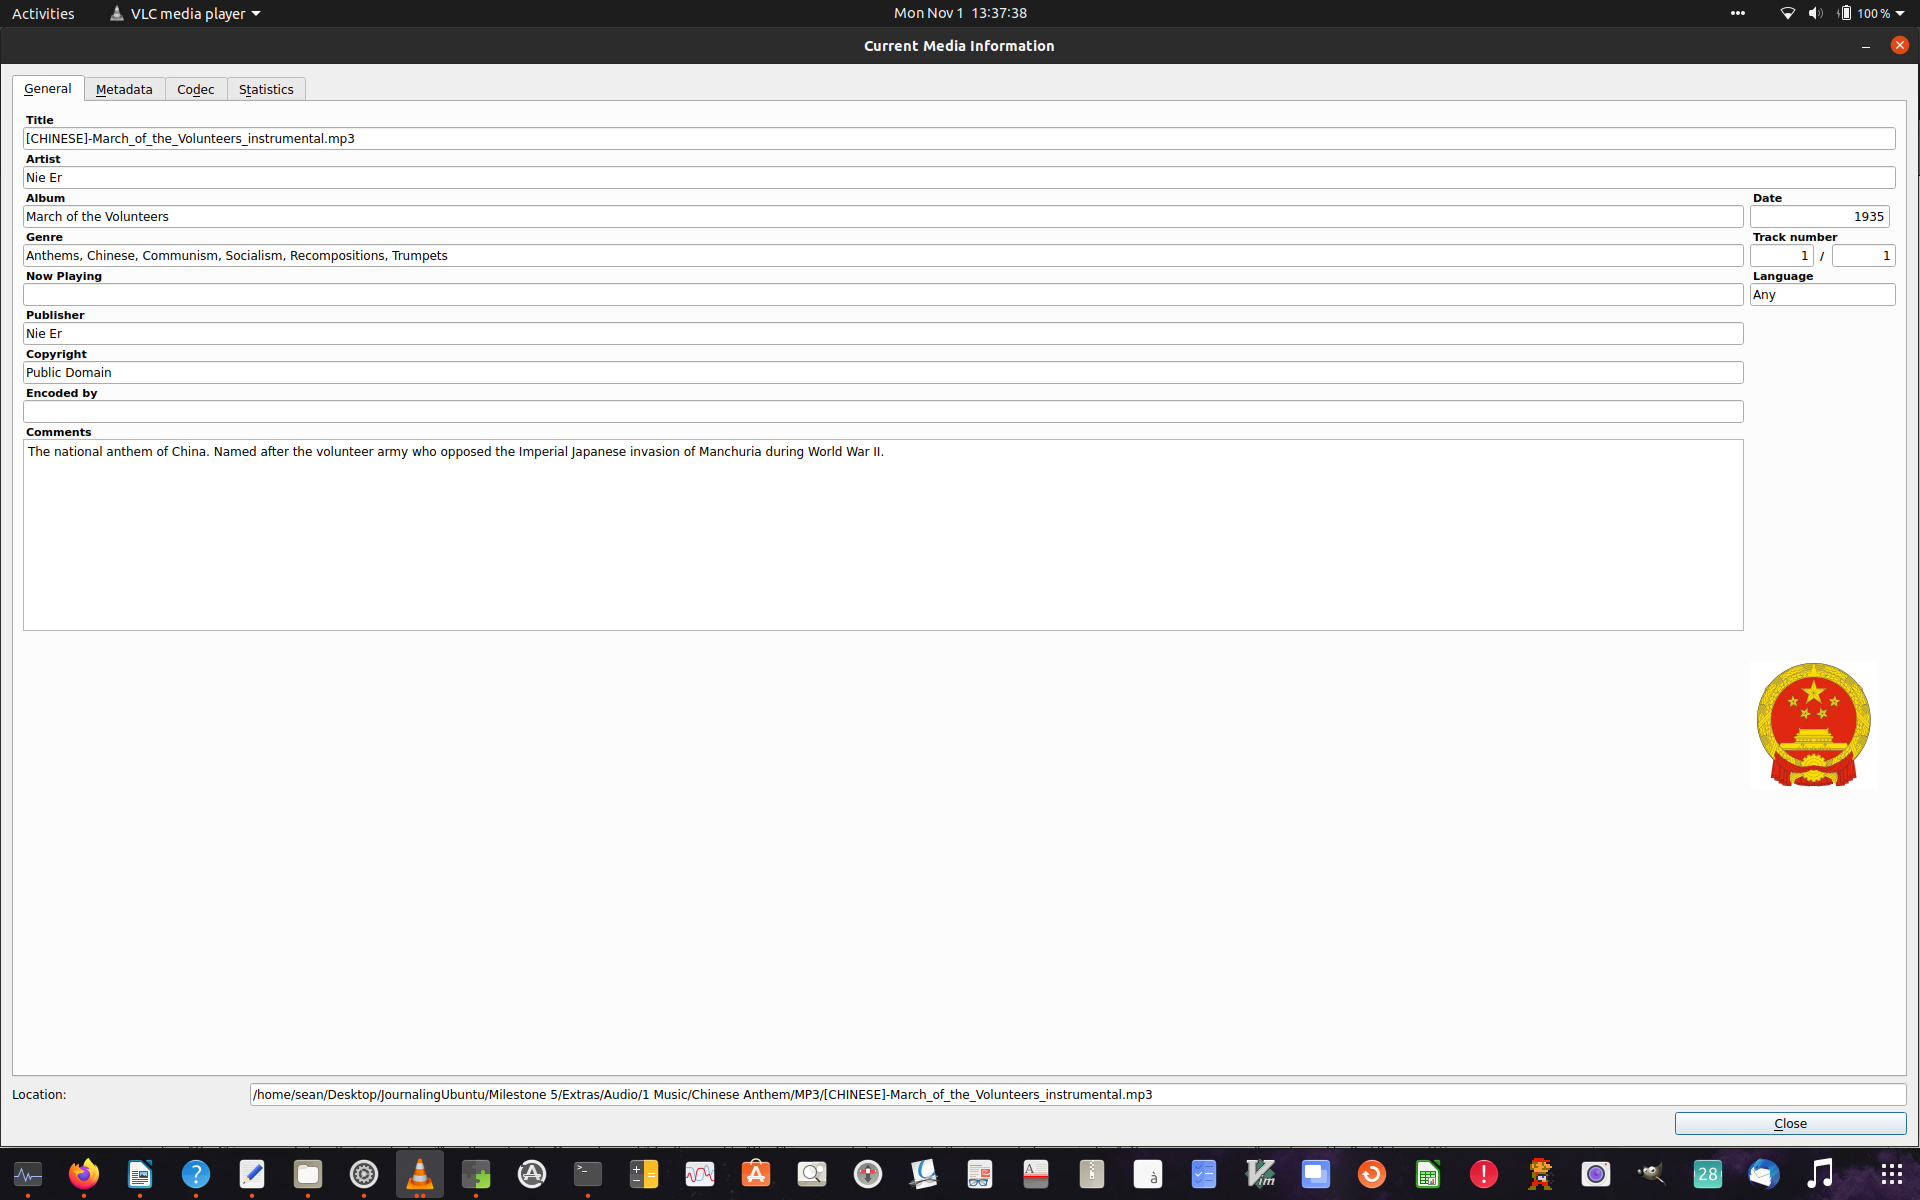 Activities
VLC media player
Mon Nov 1 13:37:38
100 %
Current Media Information
General
Metadata
Codec
Statistics
Title
[CHINESE]-March_of_the_Volunteers_instrumental.mp3
Artist
Nie Er
Album
Date
March of the Volunteers
1935
Genre
Track number
Anthems, Chinese, Communism, Socialism, Recompositions, Trumpets
1 / 1
Now Playing
Language
Any
Publisher
Nie Er
Copyright
Public Domain
Encoded by
Comments
The national anthem of China. Named after the volunteer army who opposed the Imperial Japanese invasion of Manchuria during World War II.
Location:
/home/sean/Desktop/JournalingUbuntu/Milestone 5/Extras/Audio/1 Music/Chinese Anthem/MP3/[CHINESE]-March_of_the_Volunteers_instrumental.mp3
Close
28